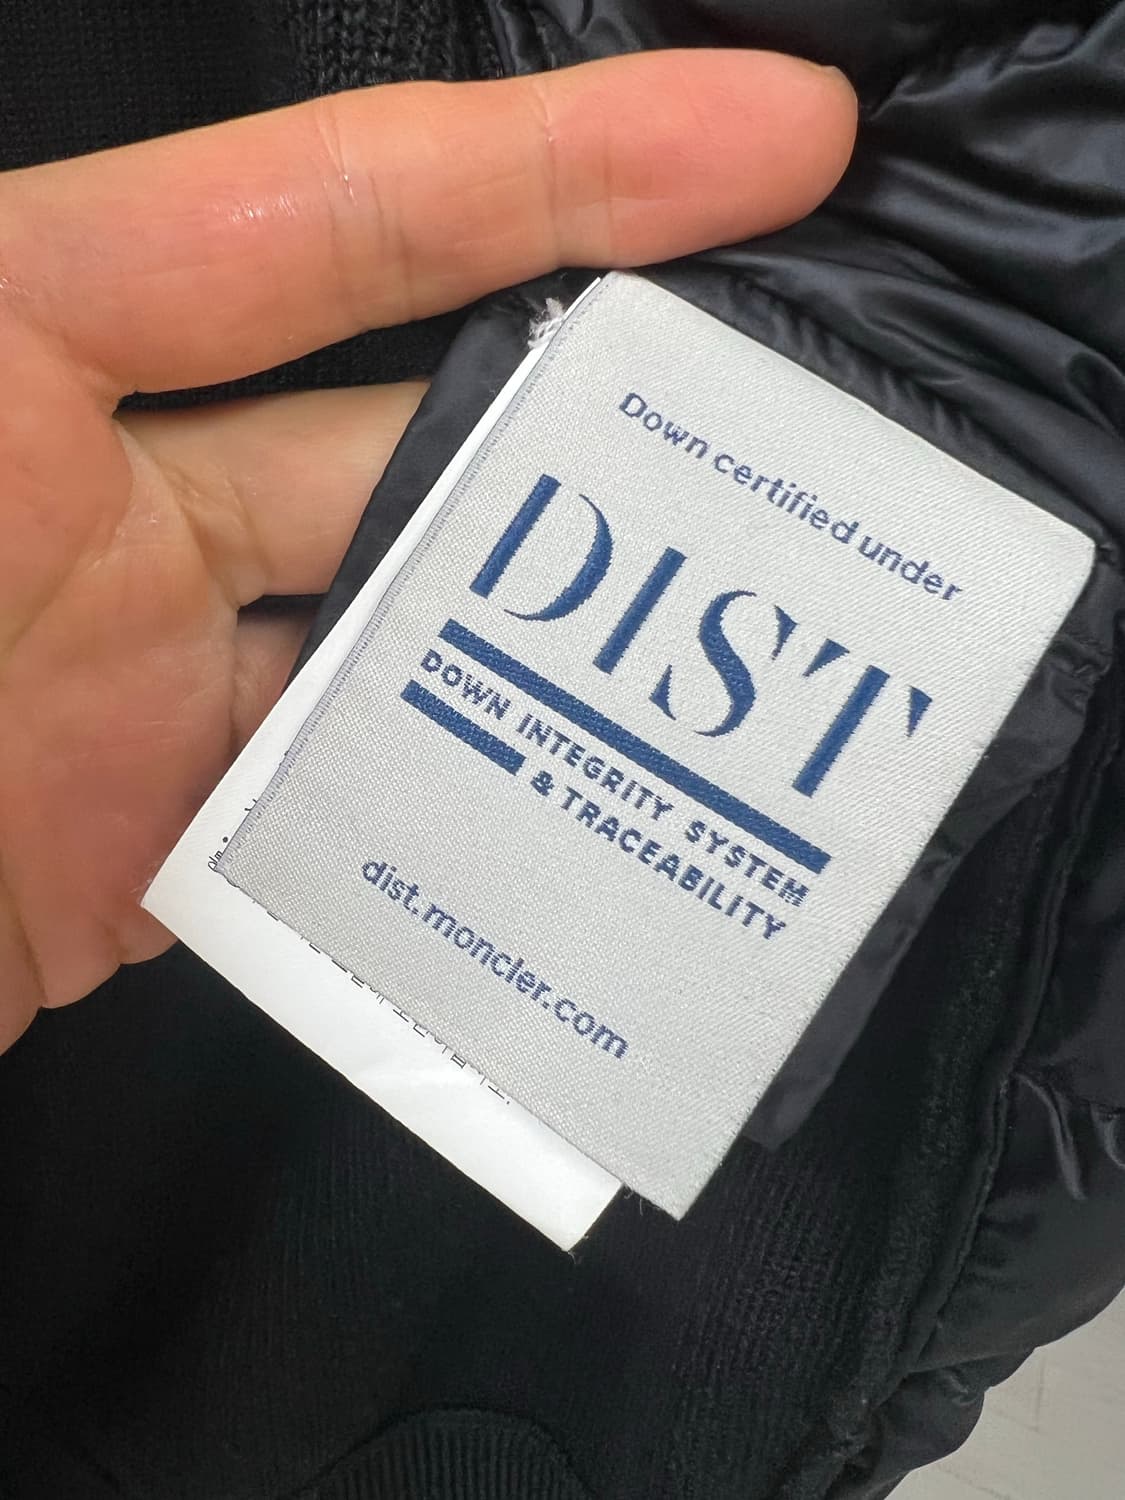 Down certified under
DIST
DOWN INTEGRITY SYSTEM
& TRACEABILITY
dist.moncler.com